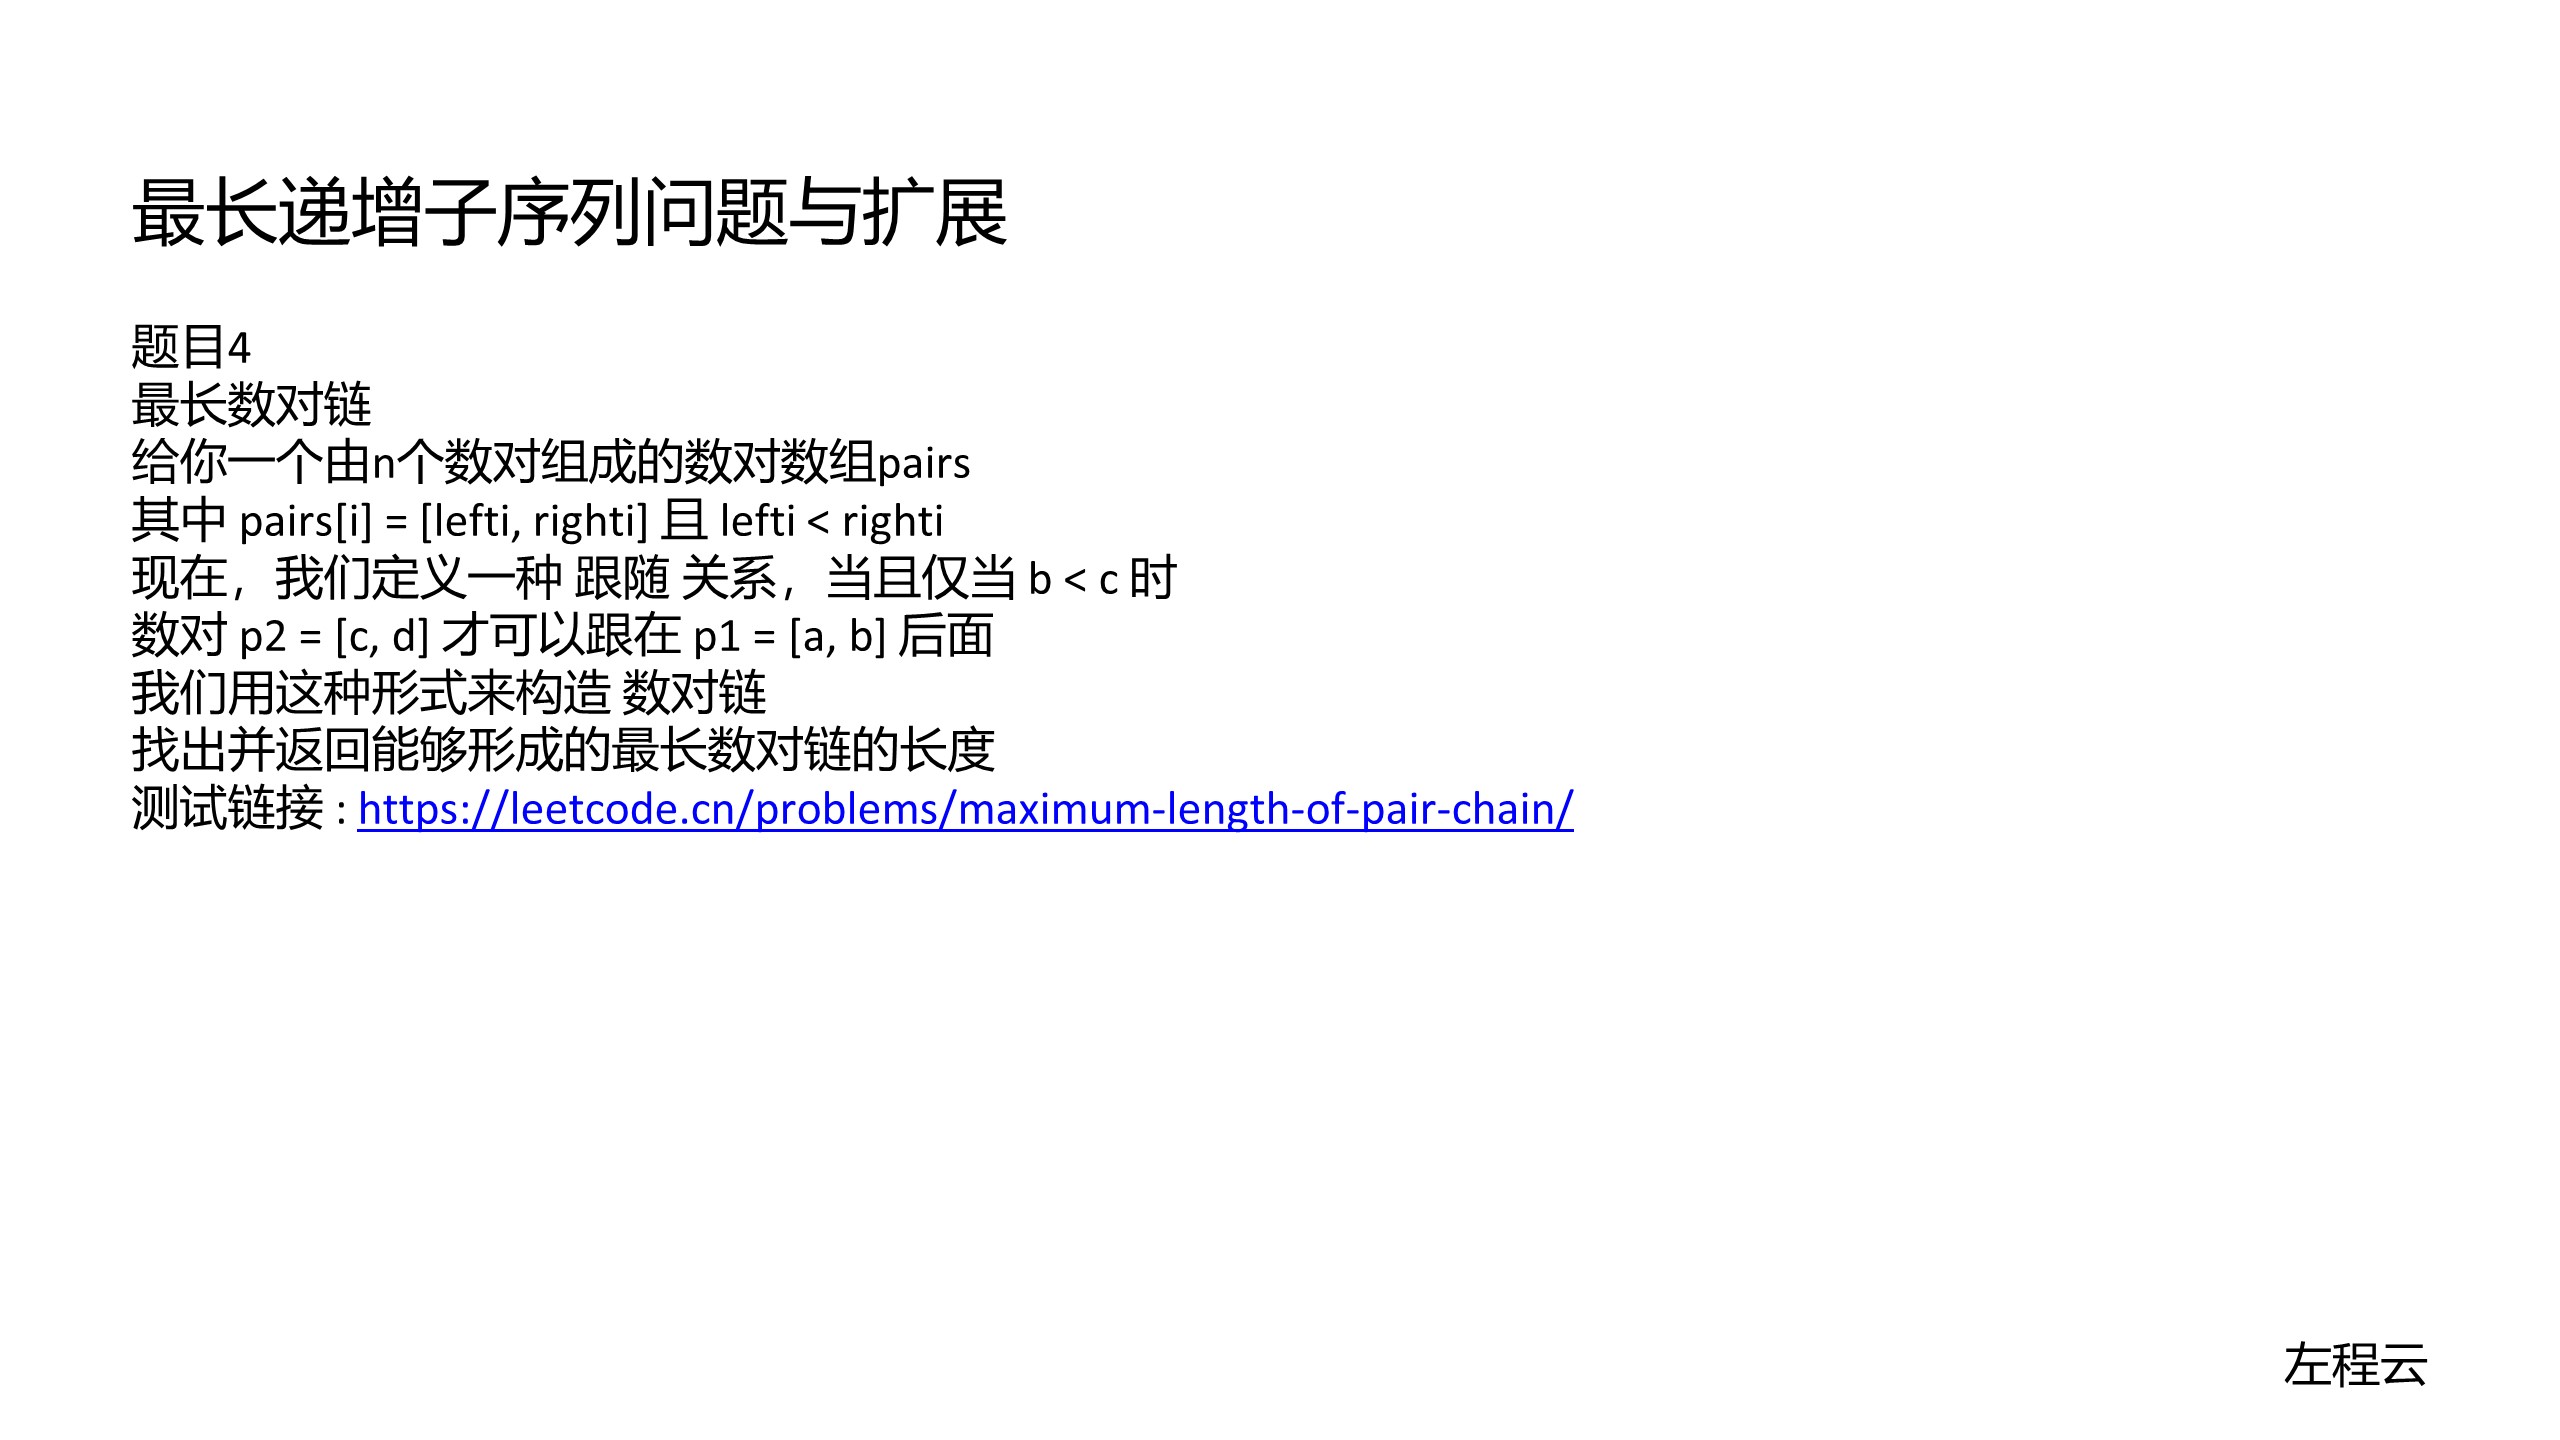 最长递增子序列问题与扩展
题目4
最长数对链
给你一个由n个数对组成的数对数组pairs
其中 pairs[i] = [lefti, righti] 且 lefti < righti
现在，我们定义一种 跟随 关系，当且仅当 b < c 时
数对 p2 = [c, d] 才可以跟在 p1 = [a, b] 后面
我们用这种形式来构造 数对链
找出并返回能够形成的最长数对链的长度
测试链接 : https://leetcode.cn/problems/maximum-length-of-pair-chain/
左程云